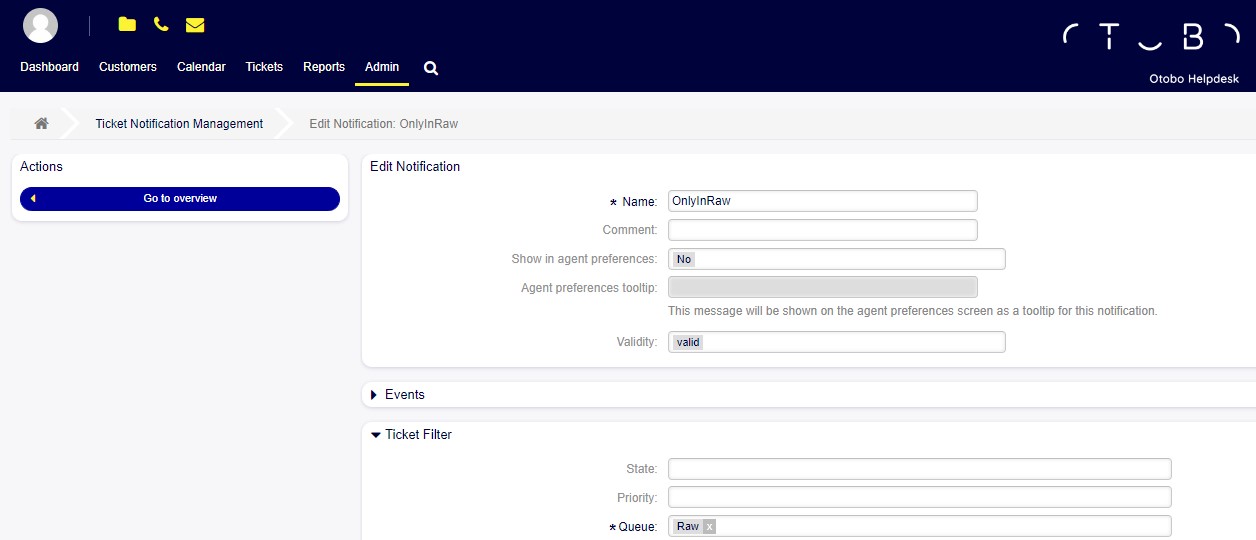 OTOBO
Dashboard Customers Calendar Tickets Reports Admin
Otobo Helpdesk
Ticket Notification Management Edit Notification: OnlyInRaw
Actions
Go to overview
Edit Notification
* Name: OnlyInRaw
Comment:
Show in agent preferences: No
Agent preferences tooltip:
This message will be shown on the agent preferences screen as a tooltip for this notification.
Validity: valid
Events
Ticket Filter
State:
Priority:
* Queue: Raw x